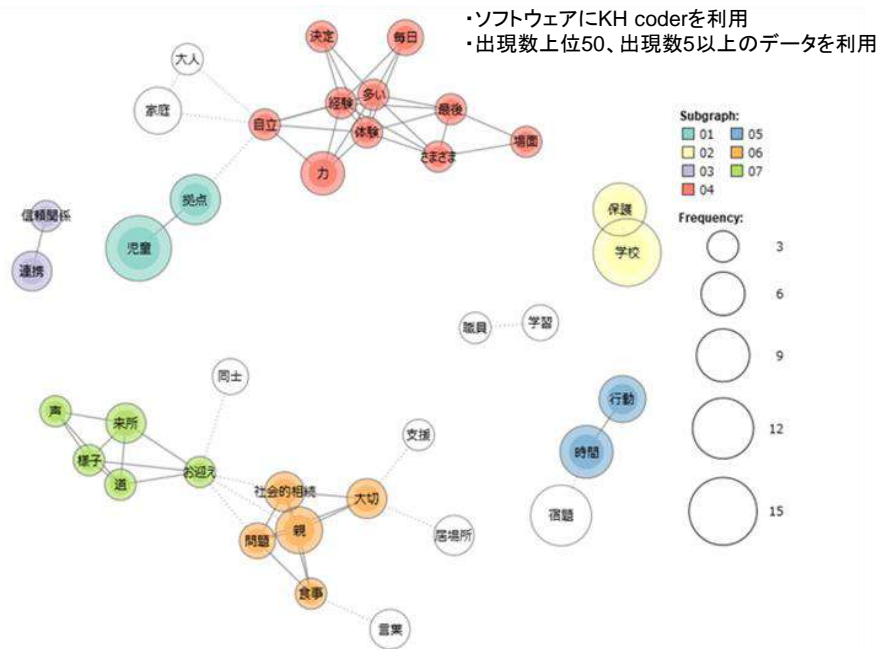 ・ソフトウェアにKH coderを利用
・出現数上位50、出現数5以上のデータを利用
決定
毎日
大人
家庭
経験
多い
最後
自立
体験
さまざま
場面
力
Subgraph:
01
05
02
06
03
07
04
拠点
保護
信頼関係
児童
学校
連携
Frequency:
3
6
9
12
15
職員
学習
同士
行動
声
来所
支援
時間
様子
お迎え
道
社会的相続
大切
宿題
親
問題
居場所
食事
言葉